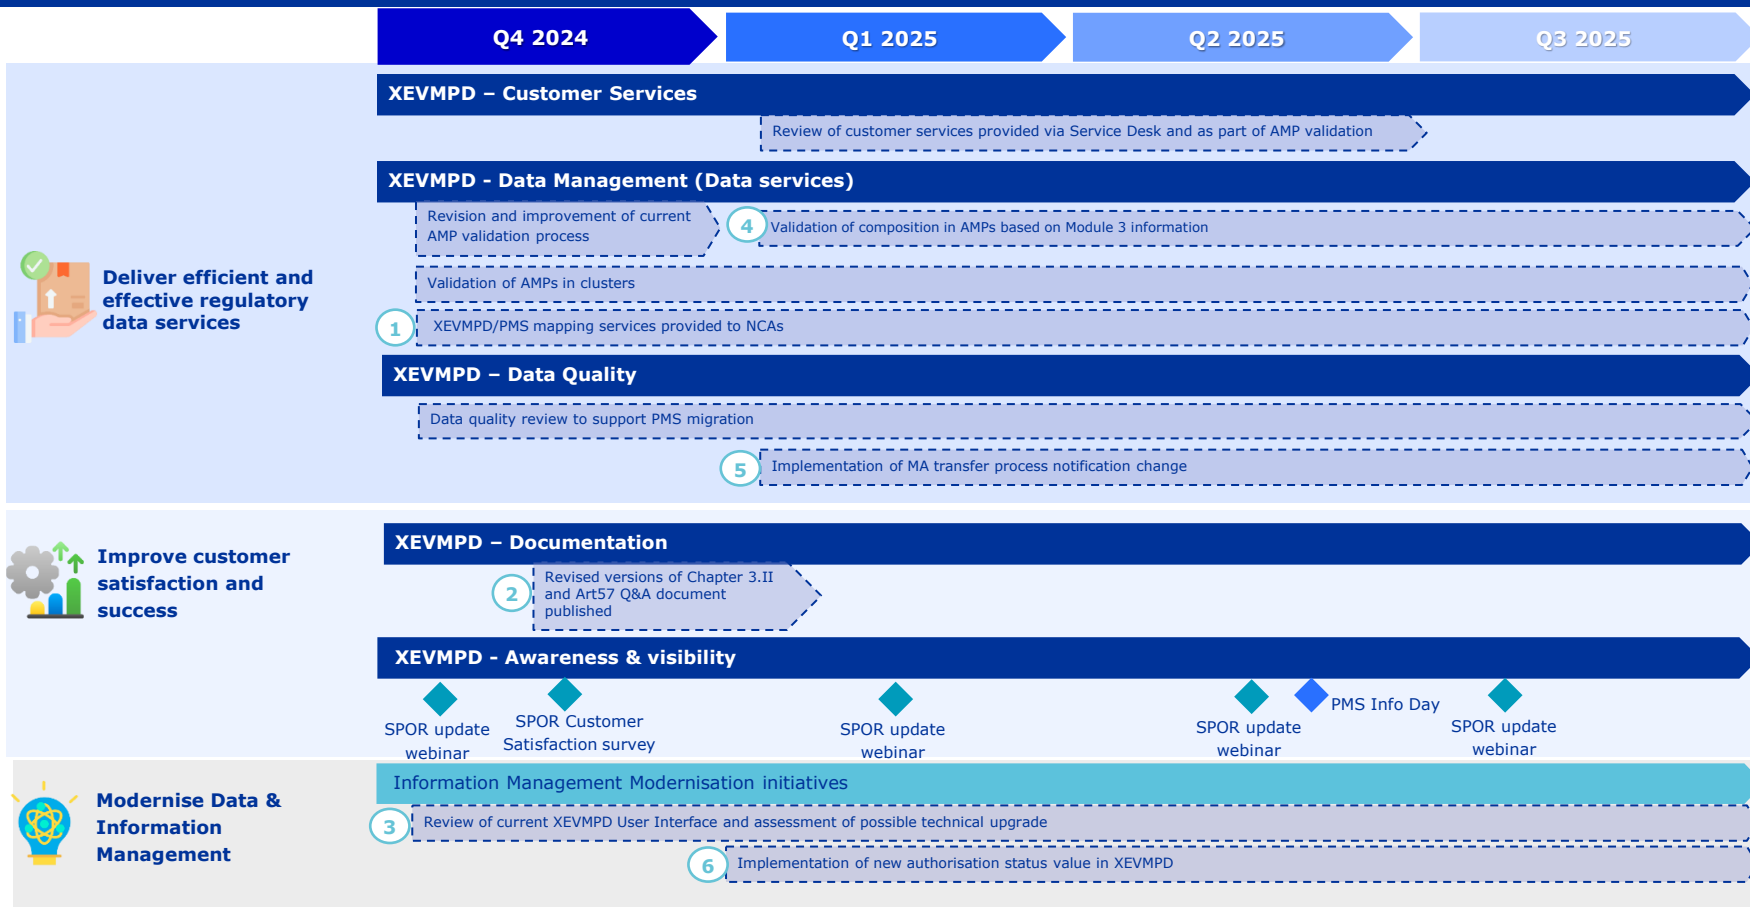 Q4 2024
Q1 2025
Q2 2025
Q3 2025
XEVMPD – Customer Services
Review of customer services provided via Service Desk and as part of AMP validation
XEVMPD - Data Management (Data services)
Revision and improvement of current
AMP validation process
4
Validation of composition in AMPs based on Module 3 information
Deliver efficient and
effective regulatory
data services
Validation of AMPs in clusters
1
XEVMPD/PMS mapping services provided to NCAs
XEVMPD – Data Quality
Data quality review to support PMS migration
5
Implementation of MA transfer process notification change
Improve customer
satisfaction and
success
XEVMPD – Documentation
2
Revised versions of Chapter 3.II
and Art57 Q&A document
published
XEVMPD - Awareness & visibility
SPOR update
webinar
SPOR Customer
Satisfaction survey
SPOR update
webinar
SPOR update
webinar
PMS Info Day
SPOR update
webinar
Modernise Data &
Information
Management
Information Management Modernisation initiatives
3
Review of current XEVMPD User Interface and assessment of possible technical upgrade
6
Implementation of new authorisation status value in XEVMPD